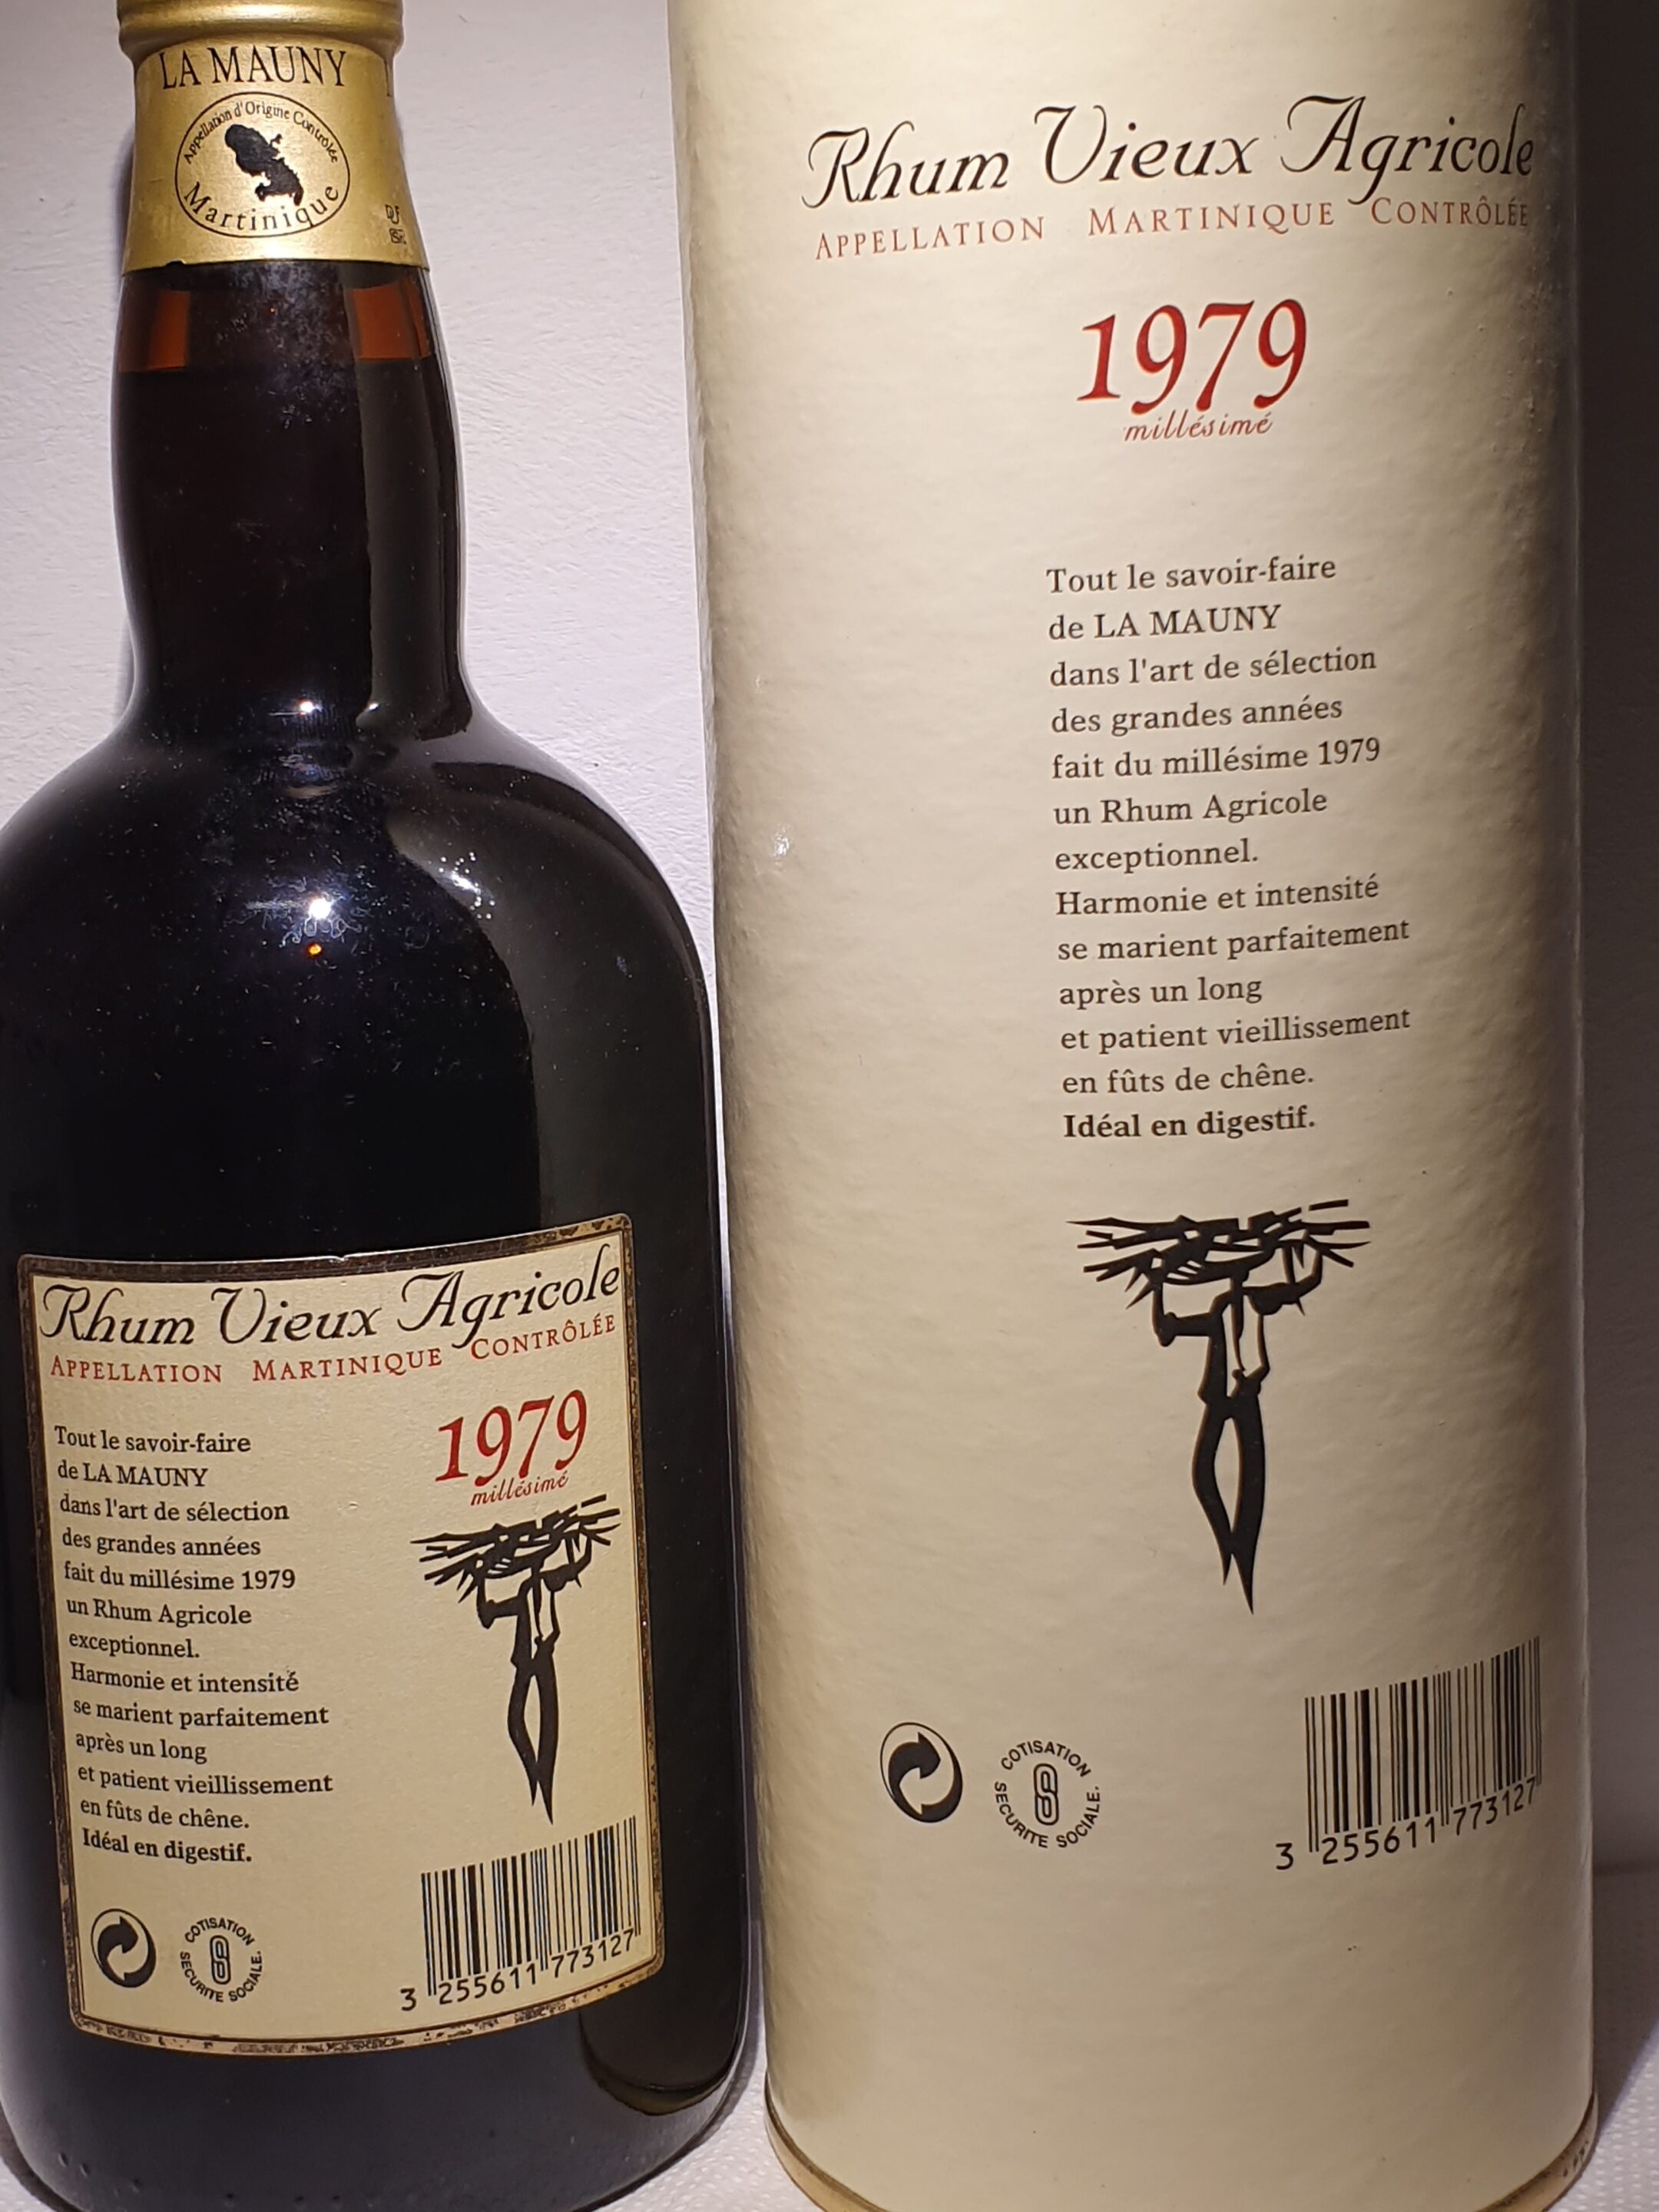 LA MAUNY
Appellation d'Origine Contrôlée
Martinique
Rhum Vieux Agricole
APPELLATION MARTINIQUE CONTRÔLÉE
1979
millésimé
Tout le savoir-faire
de LA MAUNY
dans l'art de sélection
des grandes années
fait du millésime 1979
un Rhum Agricole
exceptionnel.
Harmonie et intensité
se marient parfaitement
après un long
et patient vieillissement
en fûts de chêne.
Idéal en digestif.
COTISATION
SECURITE SOCIALE.
3 255611 773127
Rhum Vieux Agricole
APPELLATION MARTINIQUE CONTRÔLÉE
1979
millésimé
Tout le savoir-faire
de LA MAUNY
dans l'art de sélection
des grandes années
fait du millésime 1979
un Rhum Agricole
exceptionnel.
Harmonie et intensité
se marient parfaitement
après un long
et patient vieillissement
en fûts de chêne.
Idéal en digestif.
COTISATION
SECURITE SOCIALE.
3 255611 773127